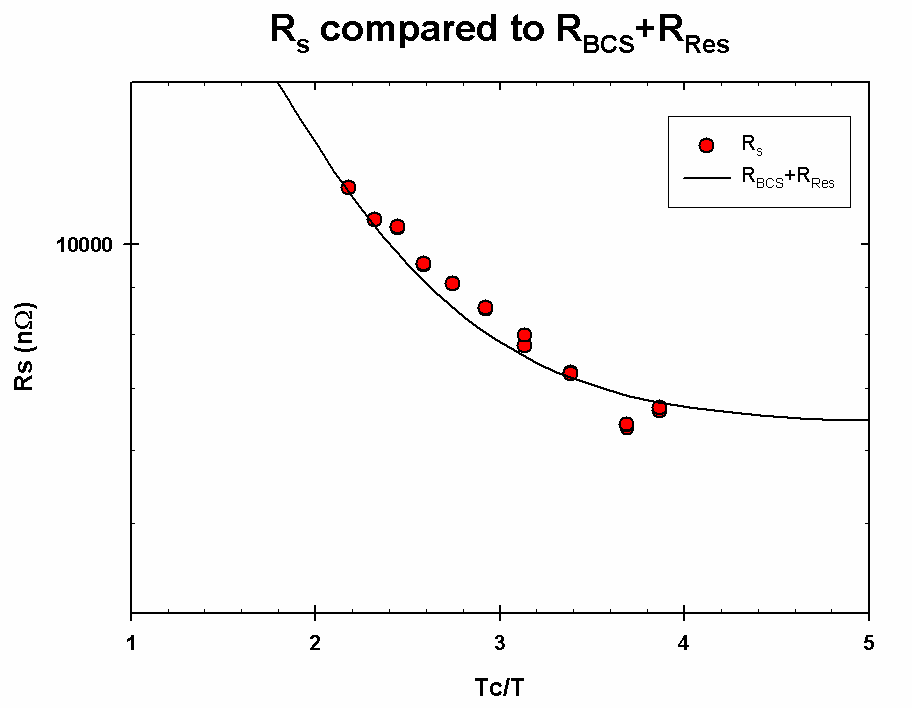 Rs compared to RBCS+RRes
Rs
RBCS+RRes
10000
Rs (nΩ)
1 2 3 4 5
Tc/T